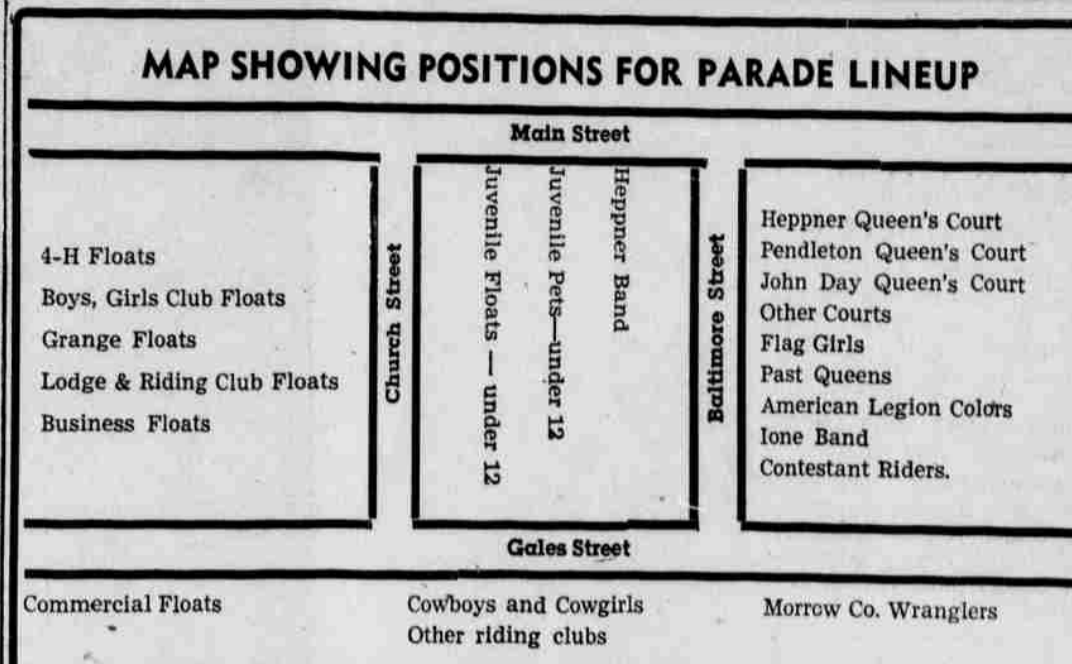 MAP SHOWING POSITIONS FOR PARADE LINEUP
Main Street
4-H Floats
Boys, Girls Club Floats
Grange Floats
Lodge & Riding Club Floats
Business Floats
Church Street
Juvenile Floats — under 12
Juvenile Pets—under 12
Heppner Band
Baltimore Street
Heppner Queen's Court
Pendleton Queen's Court
John Day Queen's Court
Other Courts
Flag Girls
Past Queens
American Legion Colors
Ione Band
Contestant Riders.
Gales Street
Commercial Floats
Cowboys and Cowgirls
Other riding clubs
Morrow Co. Wranglers